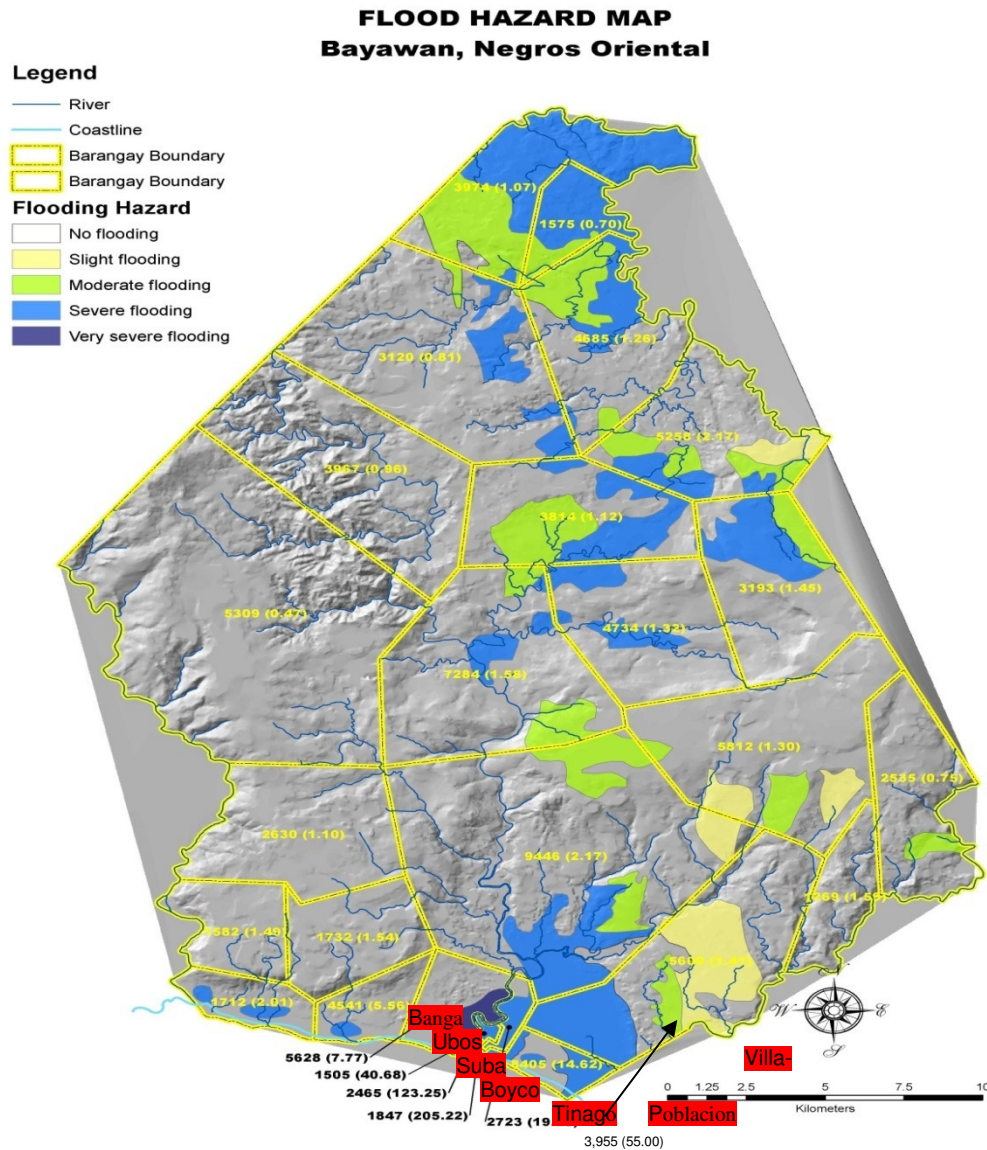 FLOOD HAZARD MAP
Bayawan, Negros Oriental
Legend
River
Coastline
Barangay Boundary
Barangay Boundary
Flooding Hazard
No flooding
Slight flooding
Moderate flooding
Severe flooding
Very severe flooding
3974 (1.07)
1575 (0.70)
4685 (1.26)
3120 (0.81)
5258 (2.17)
3967 (0.96)
3814 (1.12)
3193 (1.45)
5309 (0.47)
4734 (1.32)
7284 (1.58)
5812 (1.30)
2535 (0.75)
2630 (1.10)
9446 (2.17)
1732 (1.54)
1712 (2.01)
4541 (5.56)
W
E
S
Banga
Ubos
Suba
Boyco
Tinago
Poblacion
Villa-
5628 (7.77)
1505 (40.68)
2465 (123.25)
1847 (205.22)
2723 (19
(14.62)
3,955 (55.00)
0 1.25 2.5 5 7.5 10
Kilometers